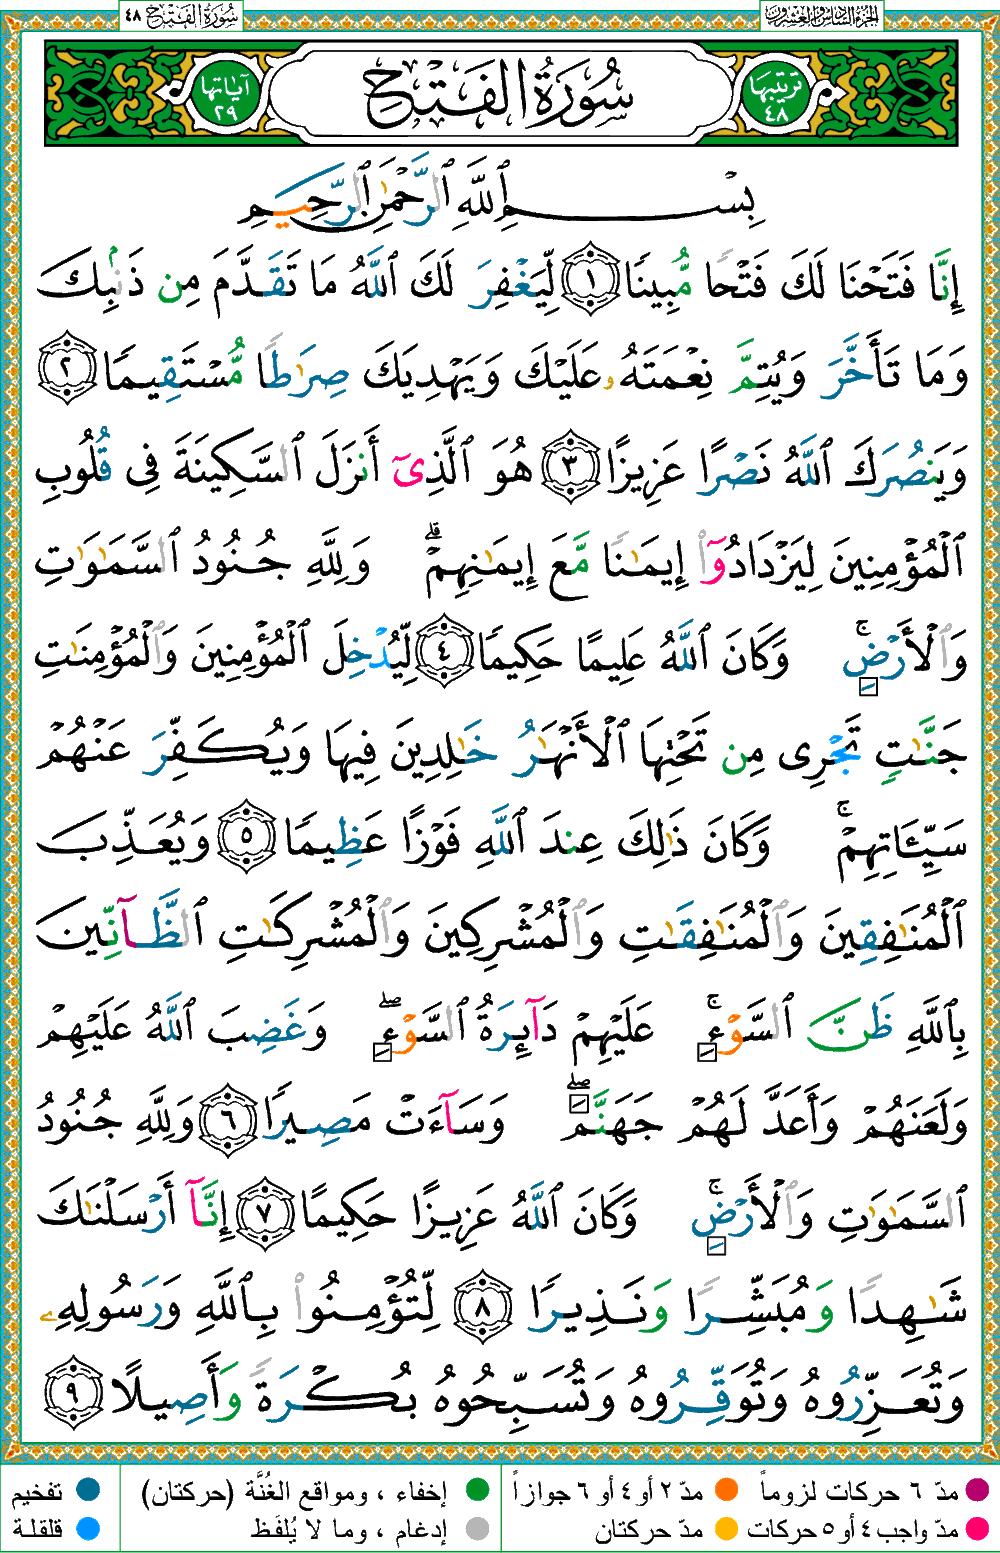 الجزء السادس والعشرون
سُورَةُ الفَتْحِ ٤٨
ترتيبها ٤٨
سُورَةُ الفَتْحِ
آياتها ٢٩
بِسْمِ ٱللَّهِ ٱلرَّحْمَٰنِ ٱلرَّحِيمِ
إِنَّا فَتَحْنَا لَكَ فَتْحًا مُّبِينًا ١ لِّيَغْفِرَ لَكَ ٱللَّهُ مَا تَقَدَّمَ مِن ذَنۢبِكَ
وَمَا تَأَخَّرَ وَيُتِمَّ نِعْمَتَهُۥ عَلَيْكَ وَيَهْدِيَكَ صِرَٰطًا مُّسْتَقِيمًا ٢
وَيَنصُرَكَ ٱللَّهُ نَصْرًا عَزِيزًا ٣ هُوَ ٱلَّذِىٓ أَنزَلَ ٱلسَّكِينَةَ فِى قُلُوبِ
ٱلْمُؤْمِنِينَ لِيَزْدَادُوٓا۟ إِيمَٰنًا مَّعَ إِيمَٰنِهِمْ ۗ وَلِلَّهِ جُنُودُ ٱلسَّمَٰوَٰتِ
وَٱلْأَرْضِ ۚ وَكَانَ ٱللَّهُ عَلِيمًا حَكِيمًا ٤ لِّيُدْخِلَ ٱلْمُؤْمِنِينَ وَٱلْمُؤْمِنَٰتِ
جَنَّٰتٍ تَجْرِى مِن تَحْتِهَا ٱلْأَنْهَٰرُ خَٰلِدِينَ فِيهَا وَيُكَفِّرَ عَنْهُمْ
سَيِّـَٔاتِهِمْ ۚ وَكَانَ ذَٰلِكَ عِندَ ٱللَّهِ فَوْزًا عَظِيمًا ٥ وَيُعَذِّبَ
ٱلْمُنَٰفِقِينَ وَٱلْمُنَٰفِقَٰتِ وَٱلْمُشْرِكِينَ وَٱلْمُشْرِكَٰتِ ٱلظَّآنِّينَ
بِٱللَّهِ ظَنَّ ٱلسَّوْءِ ۚ عَلَيْهِمْ دَآئِرَةُ ٱلسَّوْءِ ۖ وَغَضِبَ ٱللَّهُ عَلَيْهِمْ
وَلَعَنَهُمْ وَأَعَدَّ لَهُمْ جَهَنَّمَ ۖ وَسَآءَتْ مَصِيرًا ٦ وَلِلَّهِ جُنُودُ
ٱلسَّمَٰوَٰتِ وَٱلْأَرْضِ ۚ وَكَانَ ٱللَّهُ عَزِيزًا حَكِيمًا ٧ إِنَّآ أَرْسَلْنَٰكَ
شَٰهِدًا وَمُبَشِّرًا وَنَذِيرًا ٨ لِّتُؤْمِنُوا۟ بِٱللَّهِ وَرَسُولِهِۦ
وَتُعَزِّرُوهُ وَتُوَقِّرُوهُ وَتُسَبِّحُوهُ بُكْرَةً وَأَصِيلًا ٩
مدّ ٦ حركات لزوماً مدّ ٢ أو ٤ أو ٦ جوازاً إخفاء ، ومواقع الغُنَّة (حركتان) تفخيم
مدّ واجب ٤ أو ٥ حركات مدّ حركتان إدغام ، وما لا يُلفَظ قلقلة